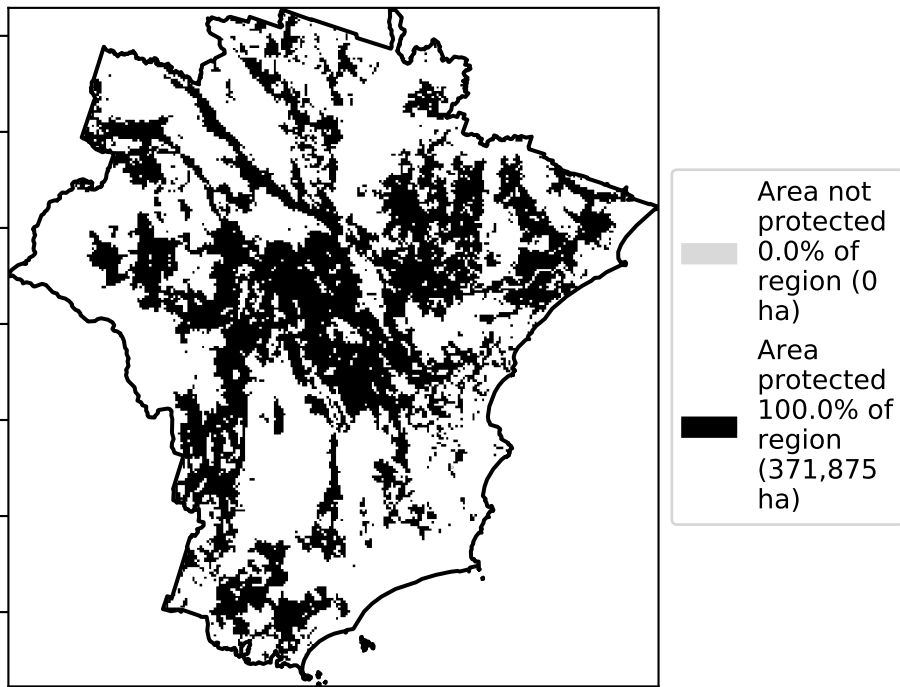 Area not
protected
0.0% of
region (0
ha)
Area
protected
100.0% of
region
(371,875
ha)